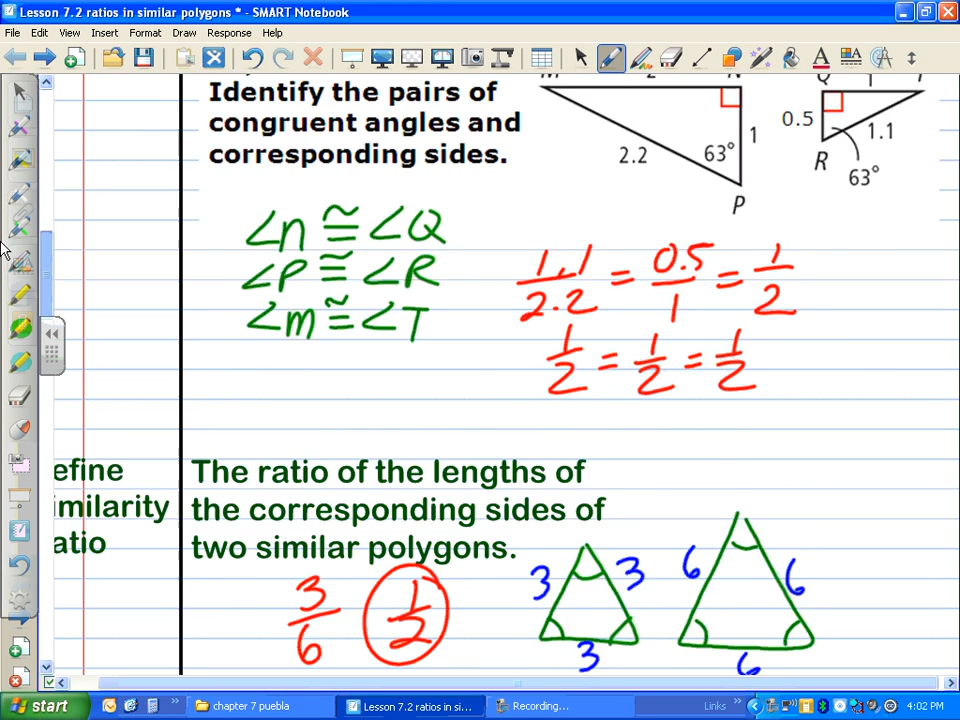 Lesson 7.2 ratios in similar polygons * - SMART Notebook
File Edit View Insert Format Draw Response Help
Identify the pairs of
congruent angles and
corresponding sides.
2.2
63°
1
P
Q
0.5
1.1
R
63°
∠n ≅ ∠Q
∠P ≅ ∠R
∠m ≅ ∠T
1.1/2.2 = 0.5/1 = 1/2
1/2 = 1/2 = 1/2
efine
imilarity
atio
The ratio of the lengths of
the corresponding sides of
two similar polygons.
3/6 1/2
3 3 3
6 6 6
start
chapter 7 puebla
Lesson 7.2 ratios in si...
Recording...
Links
4:02 PM